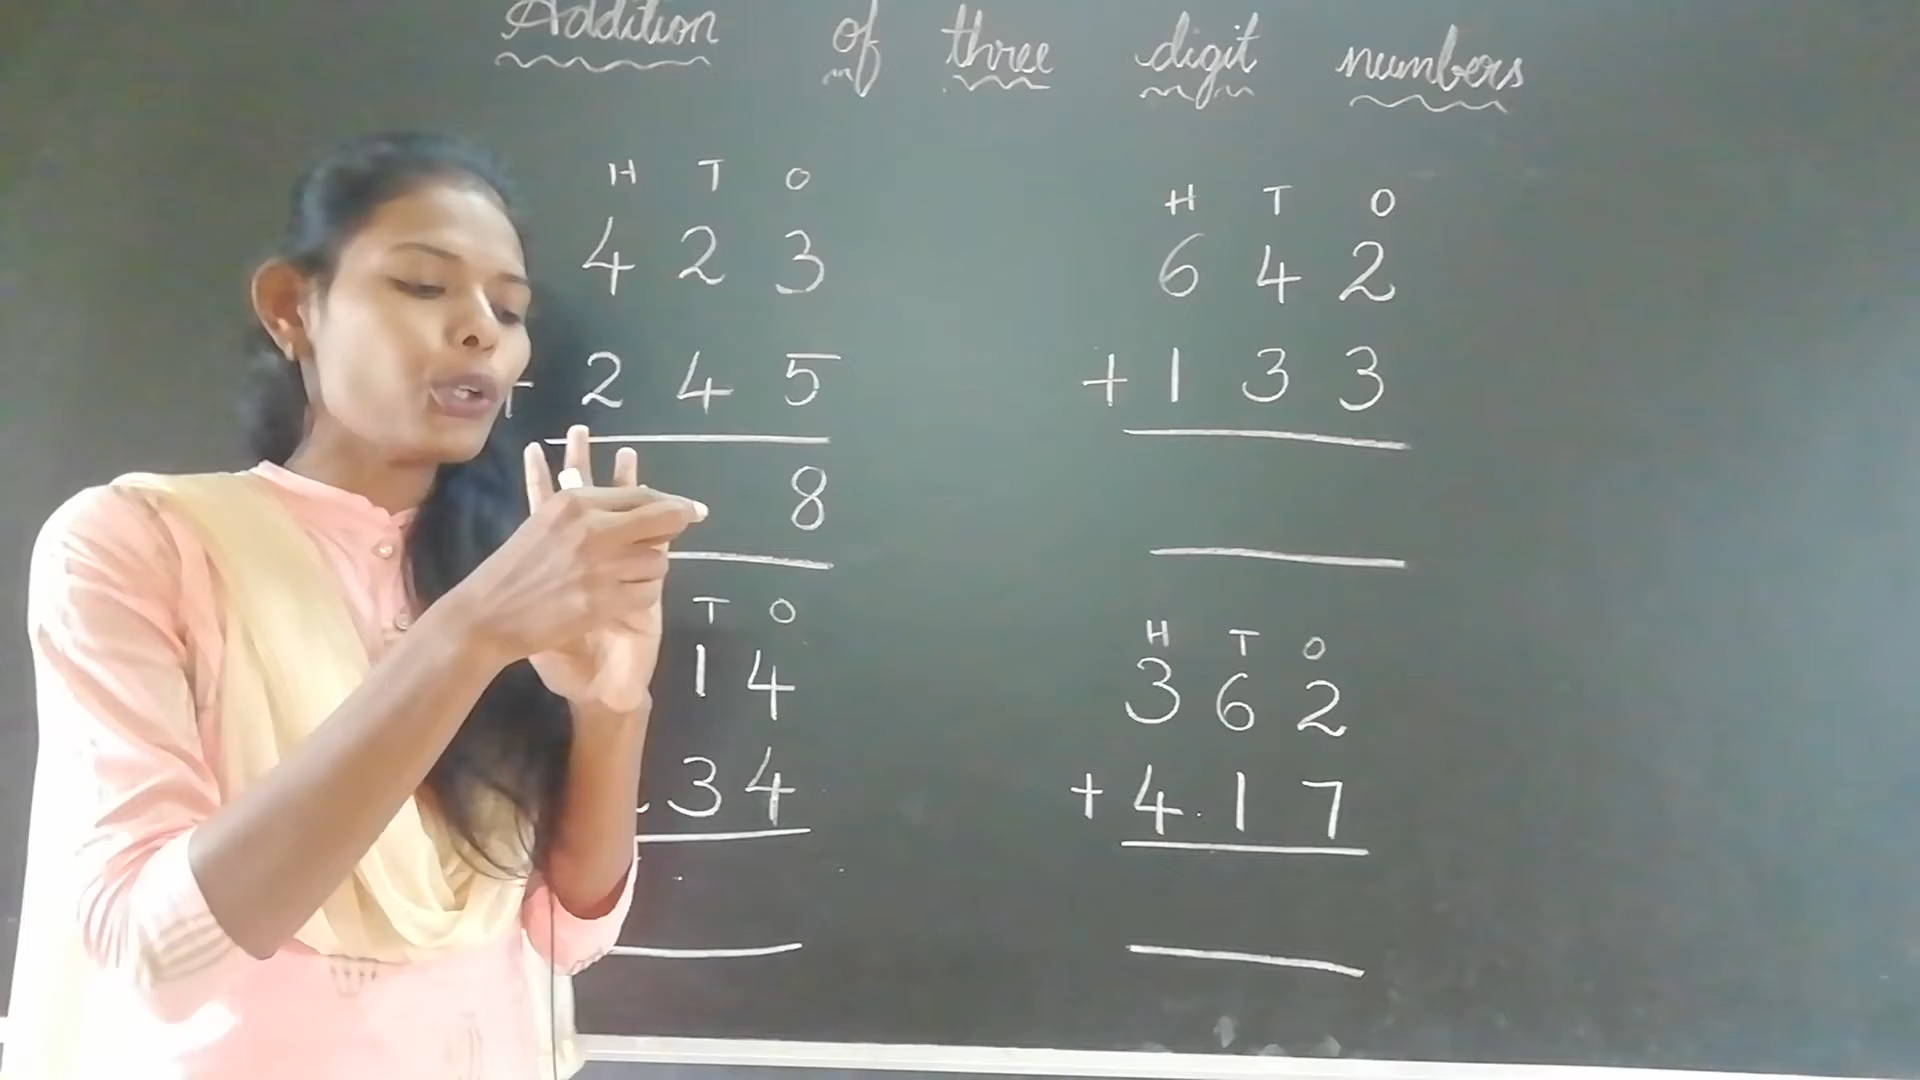 Addition of three digit numbers
H T O
4 2 3
+ 2 4 5
8
H T O
6 4 2
+ 1 3 3
T O
1 4
3 4
H T O
3 6 2
+ 4 1 7